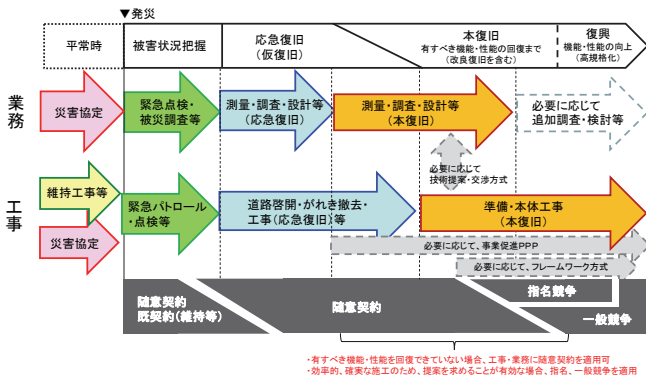 ▼発災
平常時
被害状況把握
応急復旧
(仮復旧)
本復旧
有すべき機能・性能の回復まで
(改良復旧を含む)
復興
機能・性能の向上
(高規格化)
業務
災害協定
緊急点検・
被災調査等
測量・調査・設計等
(応急復旧)
測量・調査・設計等
(本復旧)
必要に応じて
追加調査・検討等
必要に応じて
技術提案・交渉方式
工事
維持工事等
災害協定
緊急パトロール
・点検等
道路啓開・がれき撤去・
工事(応急復旧)等
準備・本体工事
(本復旧)
必要に応じて、事業促進PPP
必要に応じて、フレームワーク方式
随意契約
既契約(維持等)
随意契約
指名競争
一般競争
・有すべき機能・性能を回復できていない場合、工事・業務に随意契約を適用可
・効率的、確実な施工のため、提案を求めることが有効な場合、指名、一般競争を適用